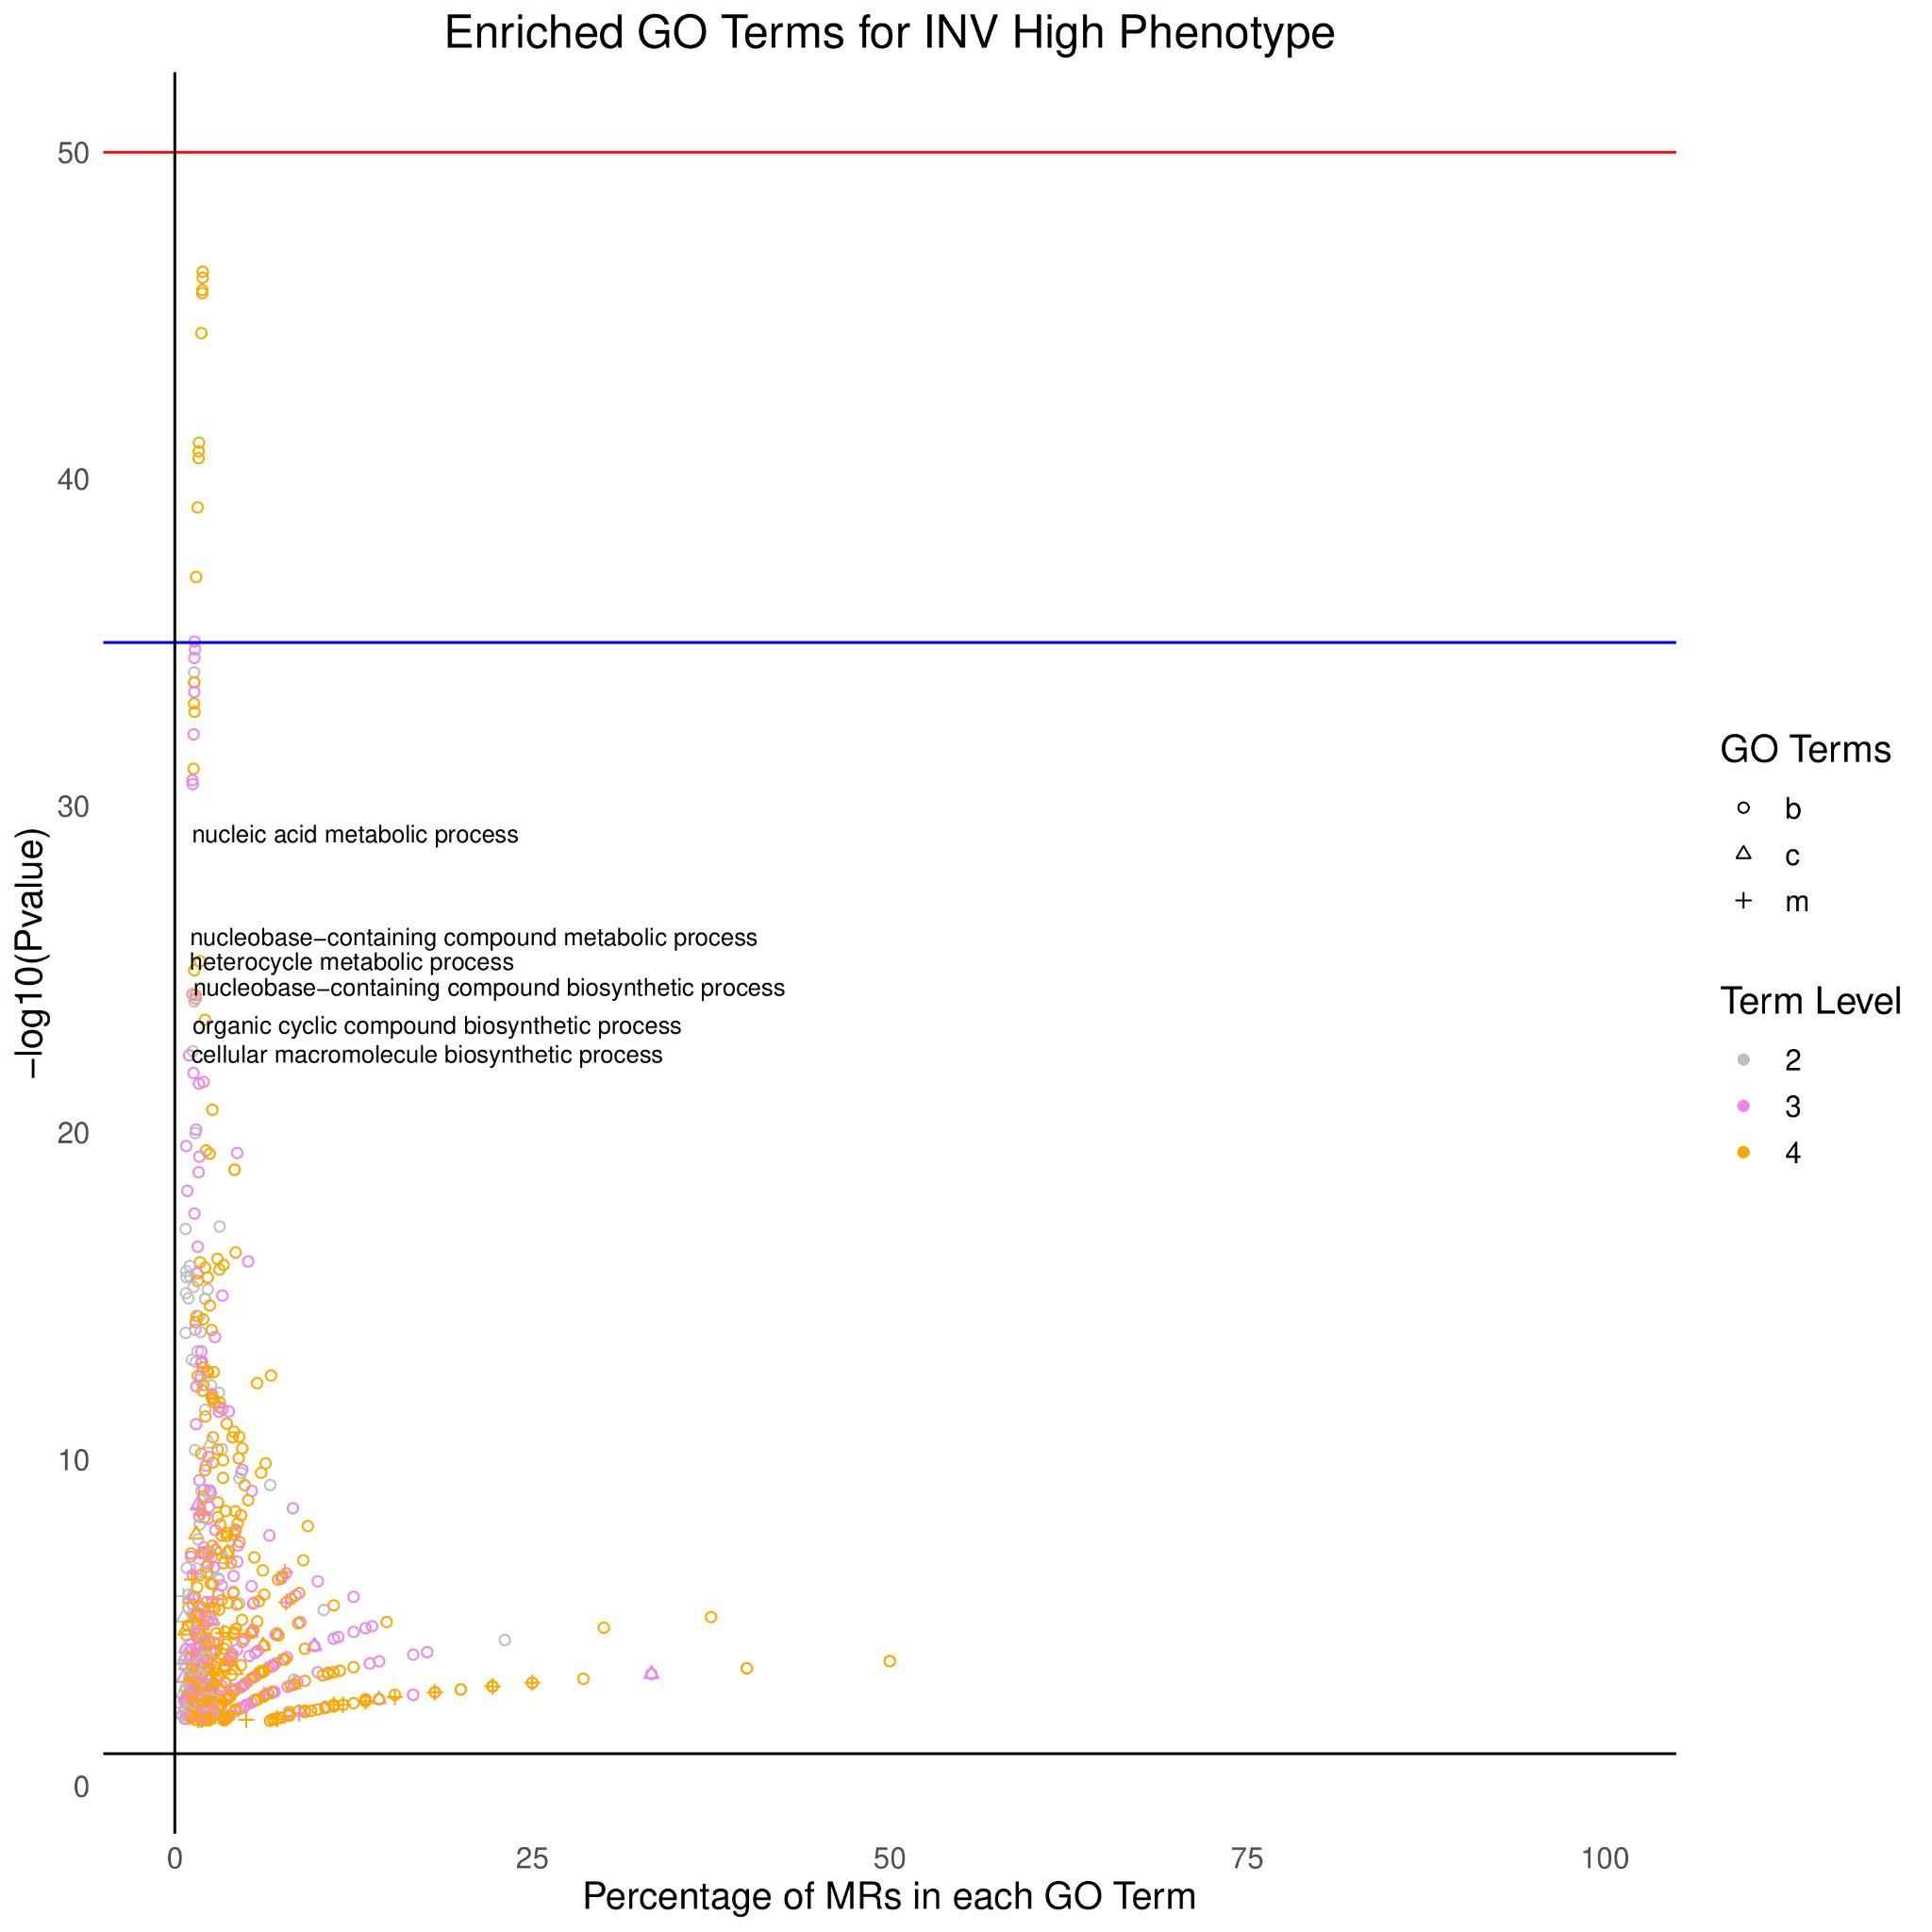 Enriched GO Terms for INV High Phenotype
50
40
30
20
10
0
−log10(Pvalue)
nucleic acid metabolic process
nucleobase−containing compound metabolic process
heterocycle metabolic process
nucleobase−containing compound biosynthetic process
organic cyclic compound biosynthetic process
cellular macromolecule biosynthetic process
0 25 50 75 100
Percentage of MRs in each GO Term
GO Terms
b
c
m
Term Level
2
3
4